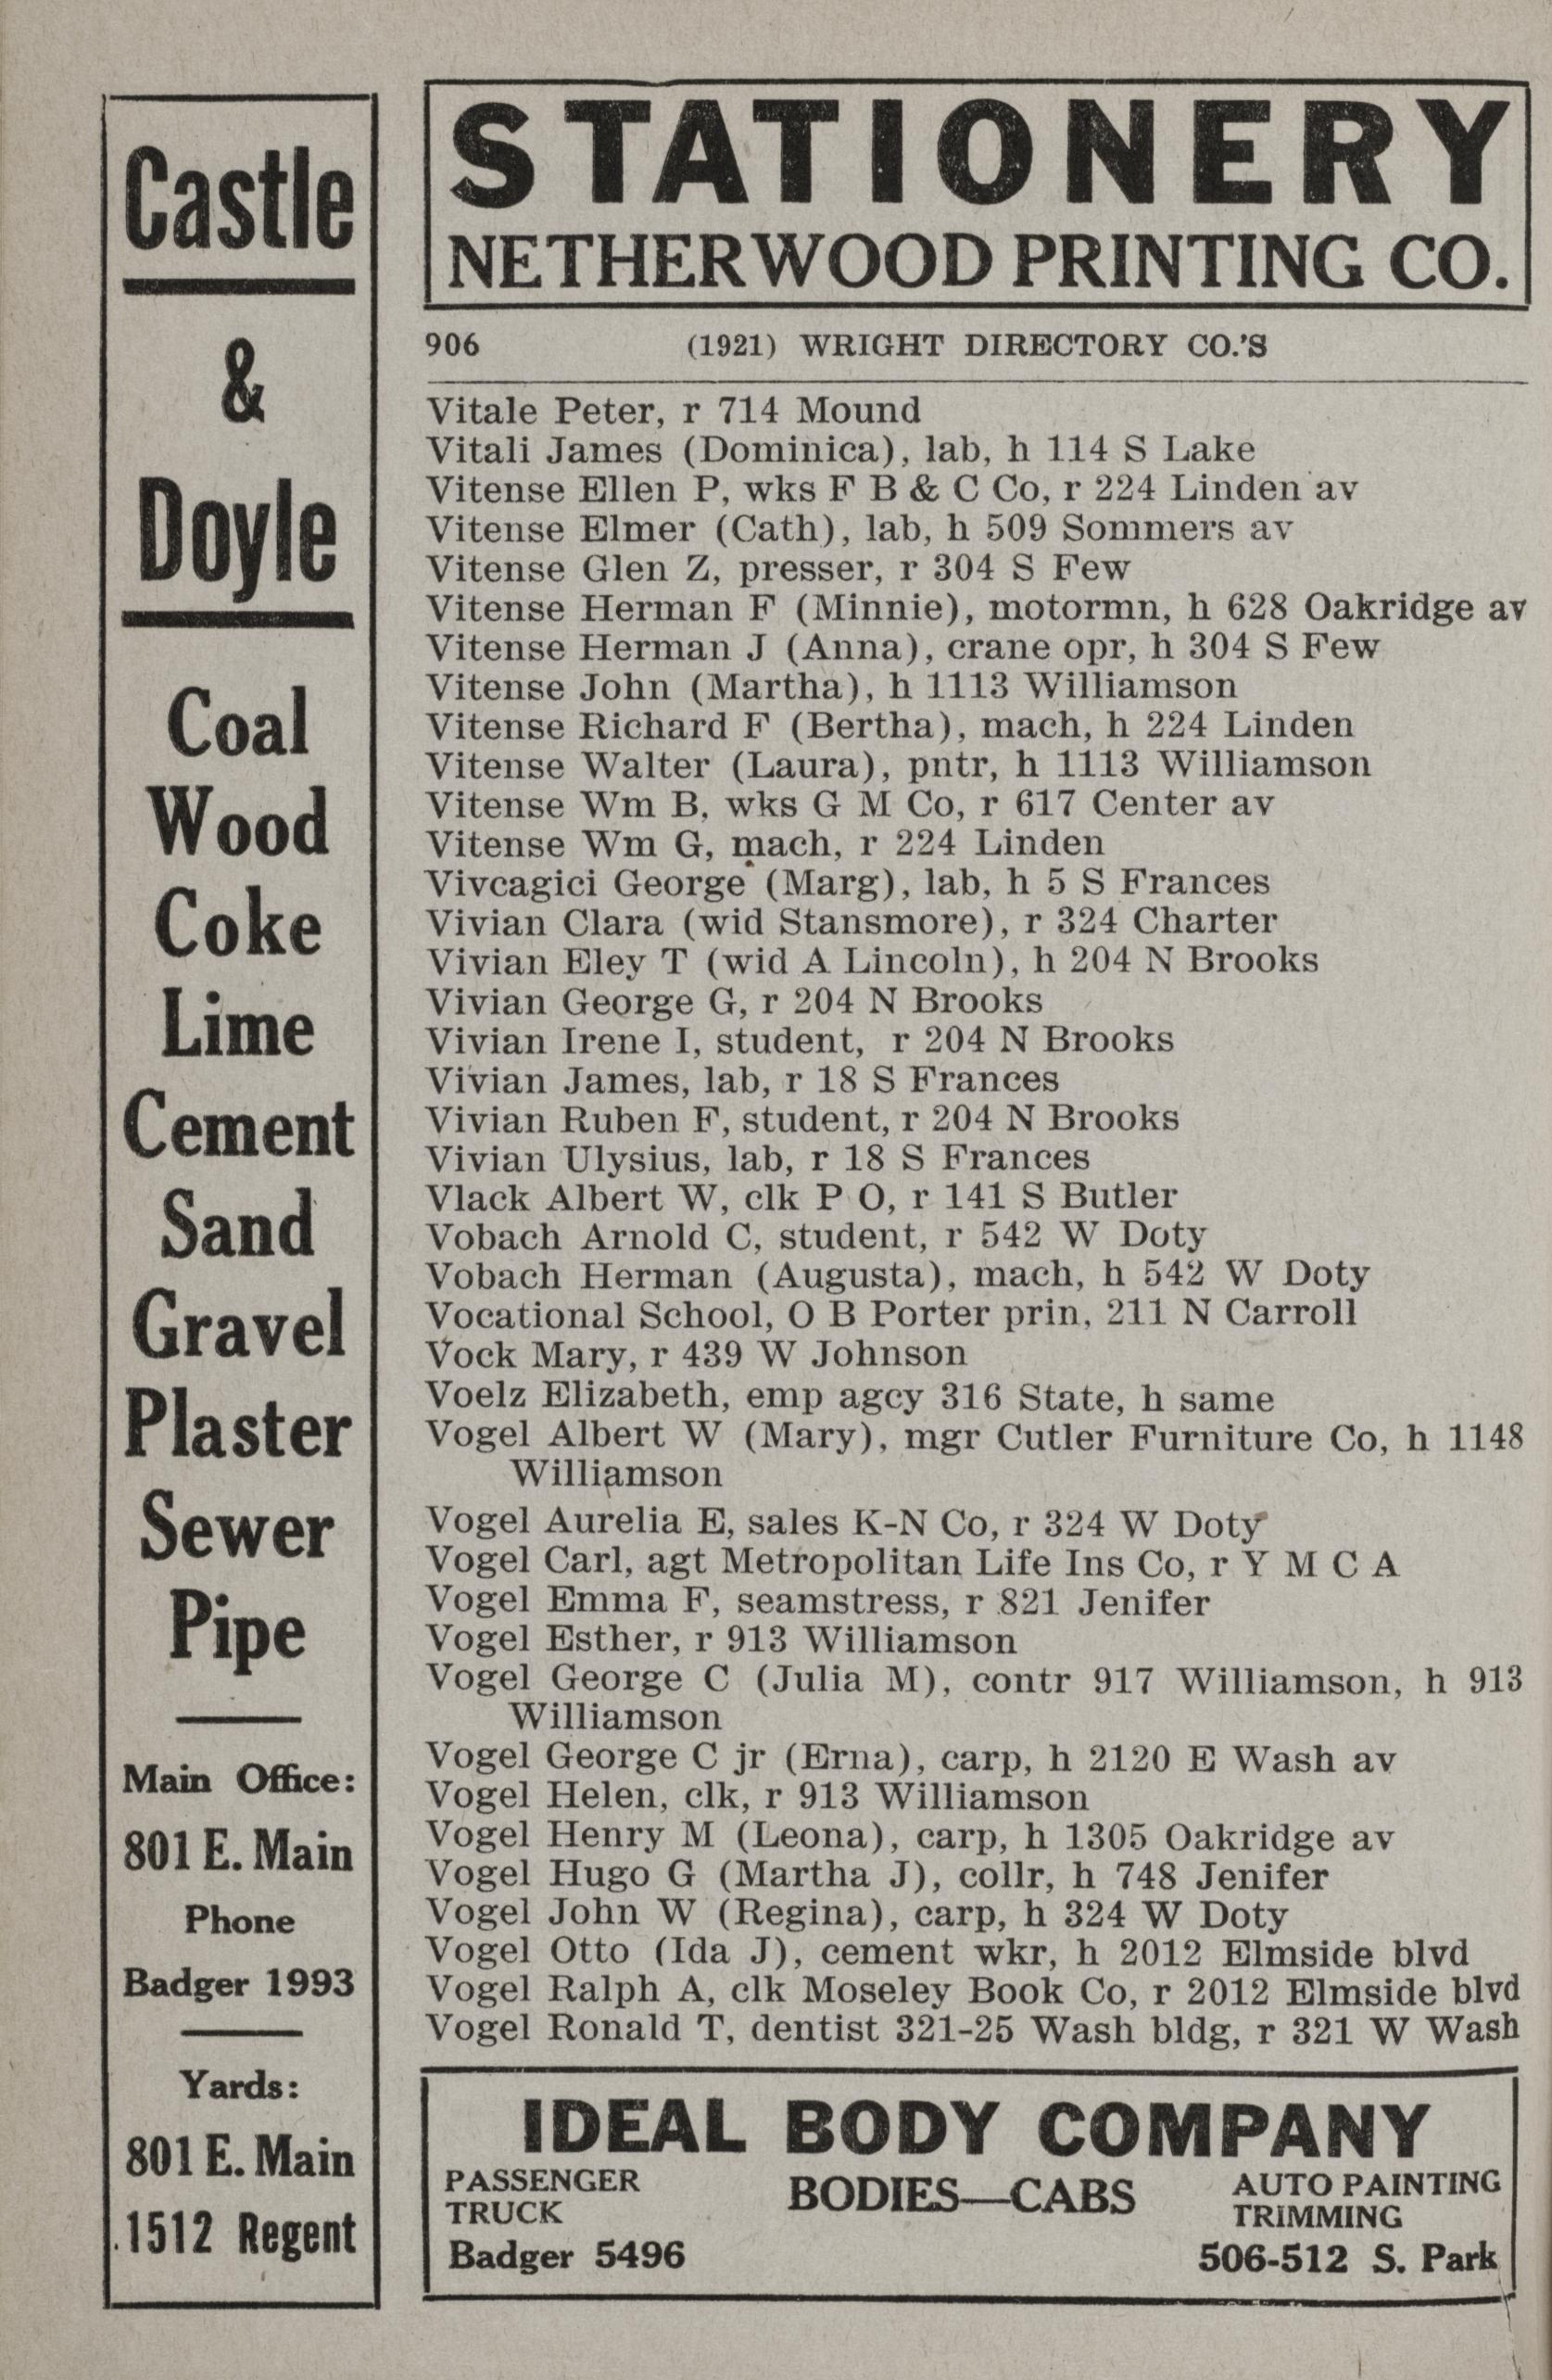 Castle
&
Doyle
Coal
Wood
Coke
Lime
Cement
Sand
Gravel
Plaster
Sewer
Pipe
Main Office:
801 E. Main
Phone
Badger 1993
Yards:
801 E. Main
1512 Regent
STATIONERY
NETHERWOOD PRINTING CO.
906 (1921) WRIGHT DIRECTORY CO.'S
Vitale Peter, r 714 Mound
Vitali James (Dominica), lab, h 114 S Lake
Vitense Ellen P, wks F B & C Co, r 224 Linden av
Vitense Elmer (Cath), lab, h 509 Sommers av
Vitense Glen Z, presser, r 304 S Few
Vitense Herman F (Minnie), motormn, h 628 Oakridge av
Vitense Herman J (Anna), crane opr, h 304 S Few
Vitense John (Martha), h 1113 Williamson
Vitense Richard F (Bertha), mach, h 224 Linden
Vitense Walter (Laura), pntr, h 1113 Williamson
Vitense Wm B, wks G M Co, r 617 Center av
Vitense Wm G, mach, r 224 Linden
Vivcagici George (Marg), lab, h 5 S Frances
Vivian Clara (wid Stansmore), r 324 Charter
Vivian Eley T (wid A Lincoln), h 204 N Brooks
Vivian George G, r 204 N Brooks
Vivian Irene I, student, r 204 N Brooks
Vivian James, lab, r 18 S Frances
Vivian Ruben F, student, r 204 N Brooks
Vivian Ulysius, lab, r 18 S Frances
Vlack Albert W, clk P O, r 141 S Butler
Vobach Arnold C, student, r 542 W Doty
Vobach Herman (Augusta), mach, h 542 W Doty
Vocational School, O B Porter prin, 211 N Carroll
Vock Mary, r 439 W Johnson
Voelz Elizabeth, emp agcy 316 State, h same
Vogel Albert W (Mary), mgr Cutler Furniture Co, h 1148
Williamson
Vogel Aurelia E, sales K-N Co, r 324 W Doty
Vogel Carl, agt Metropolitan Life Ins Co, r Y M C A
Vogel Emma F, seamstress, r 821 Jenifer
Vogel Esther, r 913 Williamson
Vogel George C (Julia M), contr 917 Williamson, h 913
Williamson
Vogel George C jr (Erna), carp, h 2120 E Wash av
Vogel Helen, clk, r 913 Williamson
Vogel Henry M (Leona), carp, h 1305 Oakridge av
Vogel Hugo G (Martha J), collr, h 748 Jenifer
Vogel John W (Regina), carp, h 324 W Doty
Vogel Otto (Ida J), cement wkr, h 2012 Elmside blvd
Vogel Ralph A, clk Moseley Book Co, r 2012 Elmside blvd
Vogel Ronald T, dentist 321-25 Wash bldg, r 321 W Wash
IDEAL BODY COMPANY
PASSENGER
TRUCK
BODIES—CABS
AUTO PAINTING
TRIMMING
Badger 5496
506-512 S. Park